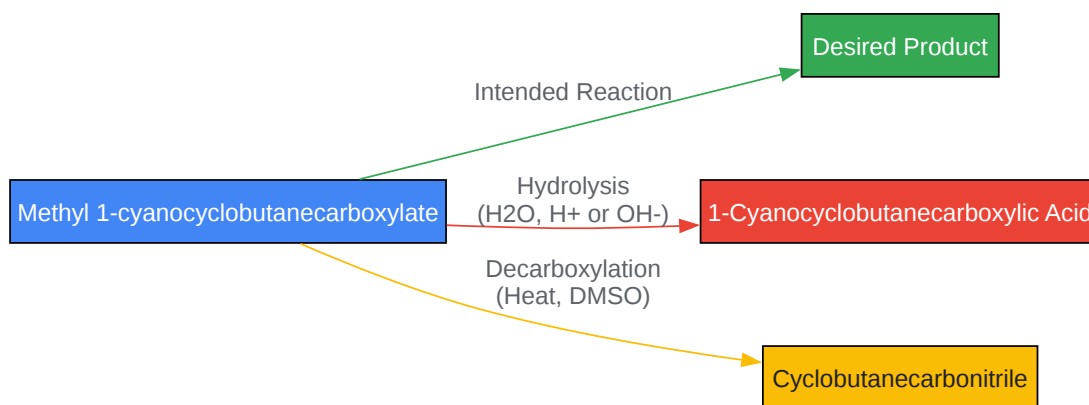 Desired Product
Intended Reaction
Hydrolysis
(H2O, H+ or OH-)
Methyl 1-cyanocyclobutanecarboxylate
1-Cyanocyclobutanecarboxylic Acid
Decarboxylation
(Heat, DMSO)
Cyclobutanecarbonitrile